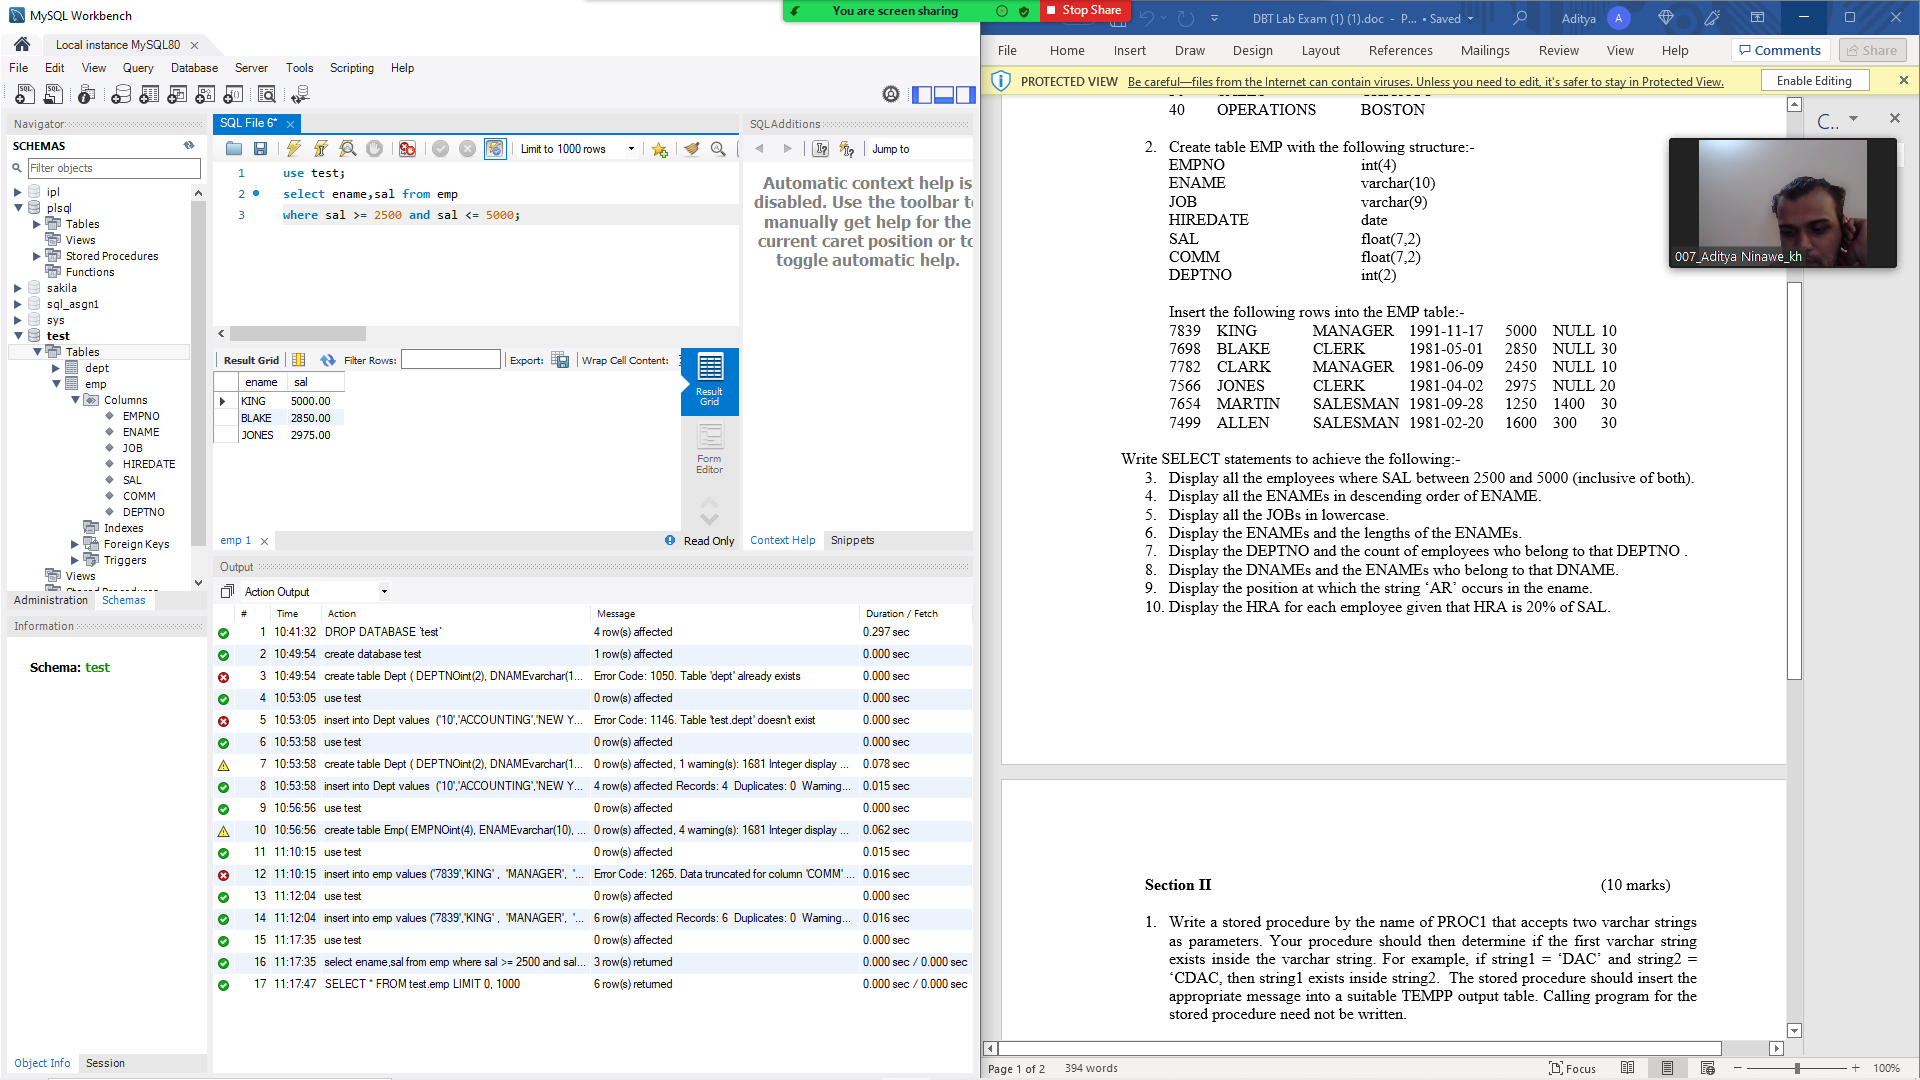 MySQL Workbench
You are screen sharing
Stop Share
DBT Lab Exam (1) (1).doc - P... • Saved
Aditya
A
Local instance MySQL80
File Edit View Query Database Server Tools Scripting Help
File Home Insert Draw Design Layout References Mailings Review View Help
Comments
Share
PROTECTED VIEW Be careful—files from the Internet can contain viruses. Unless you need to edit, it's safer to stay in Protected View.
Enable Editing
Navigator
SCHEMAS
Filter objects
ipl
plsql
Tables
Views
Stored Procedures
Functions
sakila
sql_asgn1
sys
test
Tables
dept
emp
Columns
EMPNO
ENAME
JOB
HIREDATE
SAL
COMM
DEPTNO
Indexes
Foreign Keys
Triggers
Views
Administration Schemas
Information
Schema: test
Object Info Session
SQL File 6*
Limit to 1000 rows
1 use test;
2 select ename,sal from emp
3 where sal >= 2500 and sal <= 5000;
SQLAdditions
Jump to
Automatic context help is
disabled. Use the toolbar to
manually get help for the
current caret position or to
toggle automatic help.
Result Grid Filter Rows: Export: Wrap Cell Content:
ename sal
KING 5000.00
BLAKE 2850.00
JONES 2975.00
Result
Grid
Form
Editor
emp 1
Read Only
Context Help Snippets
Output
Action Output
# Time Action Message Duration / Fetch
1 10:41:32 DROP DATABASE `test` 4 row(s) affected 0.297 sec
2 10:49:54 create database test 1 row(s) affected 0.000 sec
3 10:49:54 create table Dept ( DEPTNOint(2), DNAMEvarchar(1... Error Code: 1050. Table 'dept' already exists 0.000 sec
4 10:53:05 use test 0 row(s) affected 0.000 sec
5 10:53:05 insert into Dept values ('10','ACCOUNTING','NEW Y... Error Code: 1146. Table 'test.dept' doesn't exist 0.000 sec
6 10:53:58 use test 0 row(s) affected 0.000 sec
7 10:53:58 create table Dept ( DEPTNOint(2), DNAMEvarchar(1... 0 row(s) affected, 1 warning(s): 1681 Integer display ... 0.078 sec
8 10:53:58 insert into Dept values ('10','ACCOUNTING','NEW Y... 4 row(s) affected Records: 4 Duplicates: 0 Warning... 0.015 sec
9 10:56:56 use test 0 row(s) affected 0.000 sec
10 10:56:56 create table Emp( EMPNOint(4), ENAMEvarchar(10), ... 0 row(s) affected, 4 warning(s): 1681 Integer display ... 0.062 sec
11 11:10:15 use test 0 row(s) affected 0.015 sec
12 11:10:15 insert into emp values ('7839','KING' , 'MANAGER', '... Error Code: 1265. Data truncated for column 'COMM' ... 0.016 sec
13 11:12:04 use test 0 row(s) affected 0.000 sec
14 11:12:04 insert into emp values ('7839','KING' , 'MANAGER', '... 6 row(s) affected Records: 6 Duplicates: 0 Warning... 0.016 sec
15 11:17:35 use test 0 row(s) affected 0.000 sec
16 11:17:35 select ename,sal from emp where sal >= 2500 and sal... 3 row(s) returned 0.000 sec / 0.000 sec
17 11:17:47 SELECT * FROM test.emp LIMIT 0, 1000 6 row(s) returned 0.000 sec / 0.000 sec
40 OPERATIONS BOSTON
2. Create table EMP with the following structure:-
EMPNO int(4)
ENAME varchar(10)
JOB varchar(9)
HIREDATE date
SAL float(7,2)
COMM float(7,2)
DEPTNO int(2)
Insert the following rows into the EMP table:-
7839 KING MANAGER 1991-11-17 5000 NULL 10
7698 BLAKE CLERK 1981-05-01 2850 NULL 30
7782 CLARK MANAGER 1981-06-09 2450 NULL 10
7566 JONES CLERK 1981-04-02 2975 NULL 20
7654 MARTIN SALESMAN 1981-09-28 1250 1400 30
7499 ALLEN SALESMAN 1981-02-20 1600 300 30
Write SELECT statements to achieve the following:-
3. Display all the employees where SAL between 2500 and 5000 (inclusive of both).
4. Display all the ENAMEs in descending order of ENAME.
5. Display all the JOBs in lowercase.
6. Display the ENAMEs and the lengths of the ENAMEs.
7. Display the DEPTNO and the count of employees who belong to that DEPTNO .
8. Display the DNAMEs and the ENAMEs who belong to that DNAME.
9. Display the position at which the string ‘AR’ occurs in the ename.
10. Display the HRA for each employee given that HRA is 20% of SAL.
Section II (10 marks)
1. Write a stored procedure by the name of PROC1 that accepts two varchar strings
as parameters. Your procedure should then determine if the first varchar string
exists inside the varchar string. For example, if string1 = ‘DAC’ and string2 =
‘CDAC, then string1 exists inside string2. The stored procedure should insert the
appropriate message into a suitable TEMPP output table. Calling program for the
stored procedure need not be written.
C..
007_Aditya Ninawe_kh
Page 1 of 2 394 words
Focus
100%